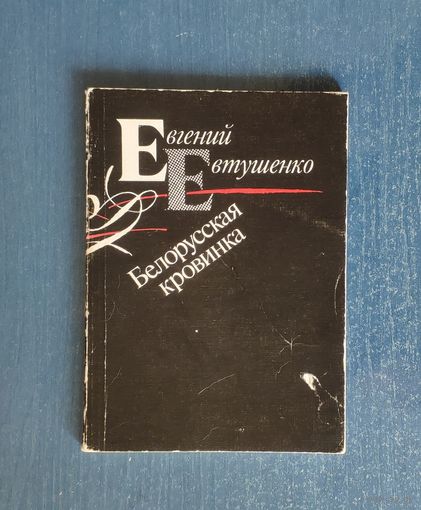 Евгений
Евтушенко
Белорусская
кровинка